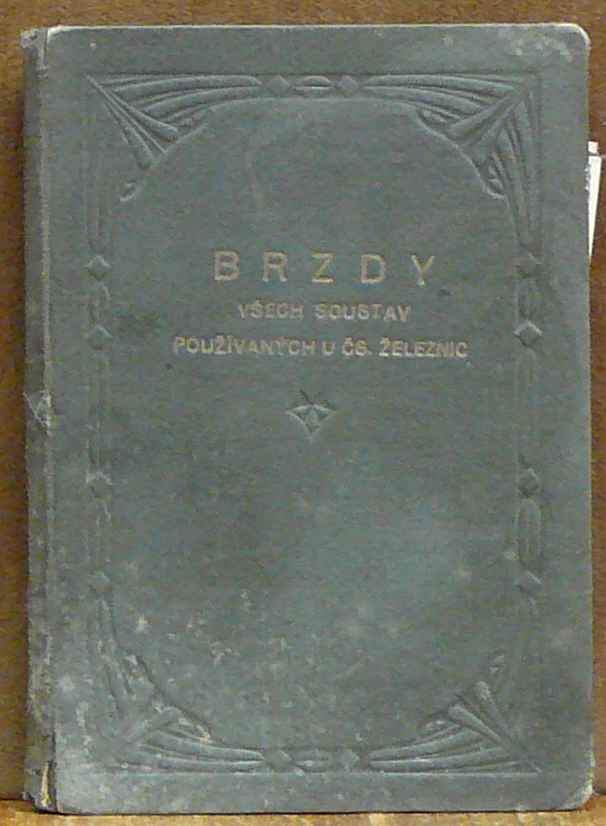 BRZDY
VŠECH SOUSTAV
POUŽÍVANÝCH U ČS. ŽELEZNIC